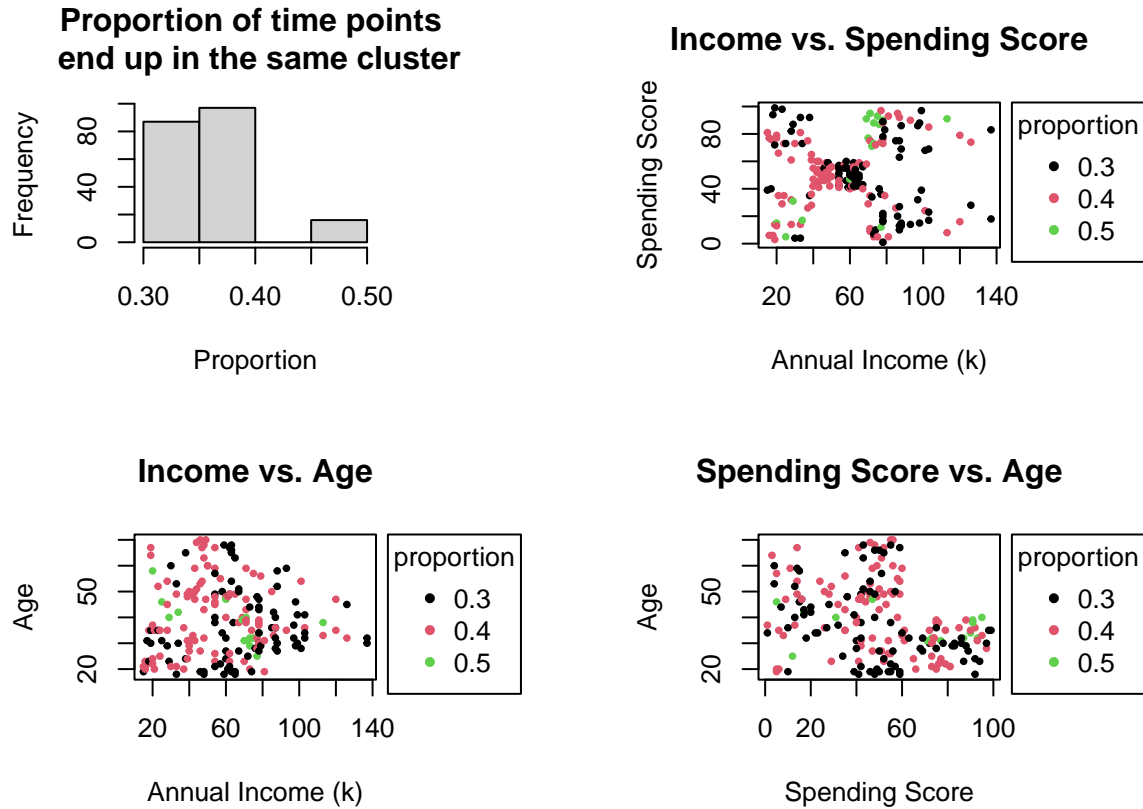 Proportion of time points
end up in the same cluster
Frequency
0 40 80
0.30 0.40 0.50
Proportion
Income vs. Spending Score
Spending Score
0 40 80
20 60 100 140
Annual Income (k)
proportion
0.3
0.4
0.5
Income vs. Age
Age
20 50
20 60 100 140
Annual Income (k)
proportion
0.3
0.4
0.5
Spending Score vs. Age
Age
20 50
0 20 60 100
Spending Score
proportion
0.3
0.4
0.5